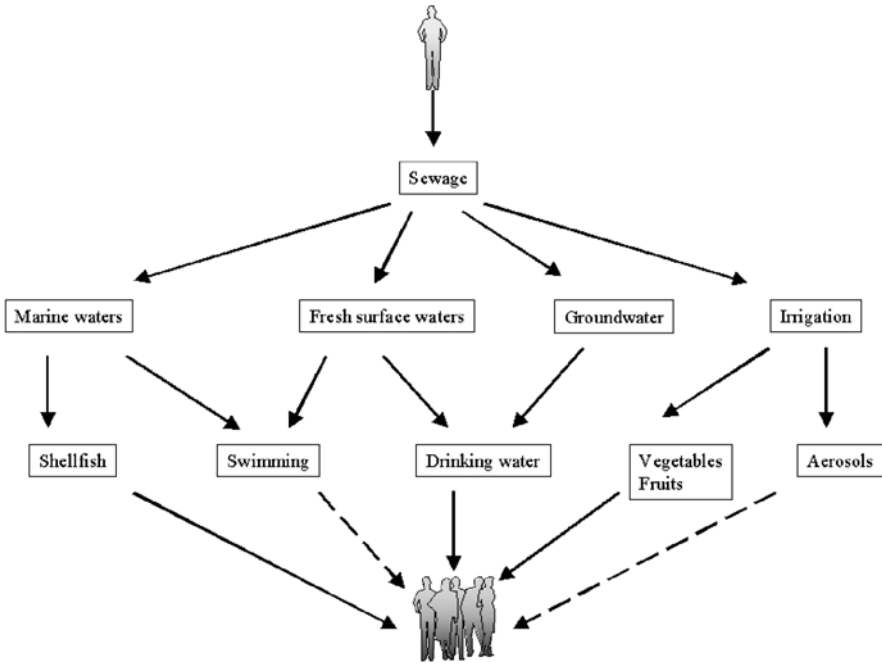 Sewage
Marine waters
Fresh surface waters
Groundwater
Irrigation
Shellfish
Swimming
Drinking water
Vegetables
Fruits
Aerosols